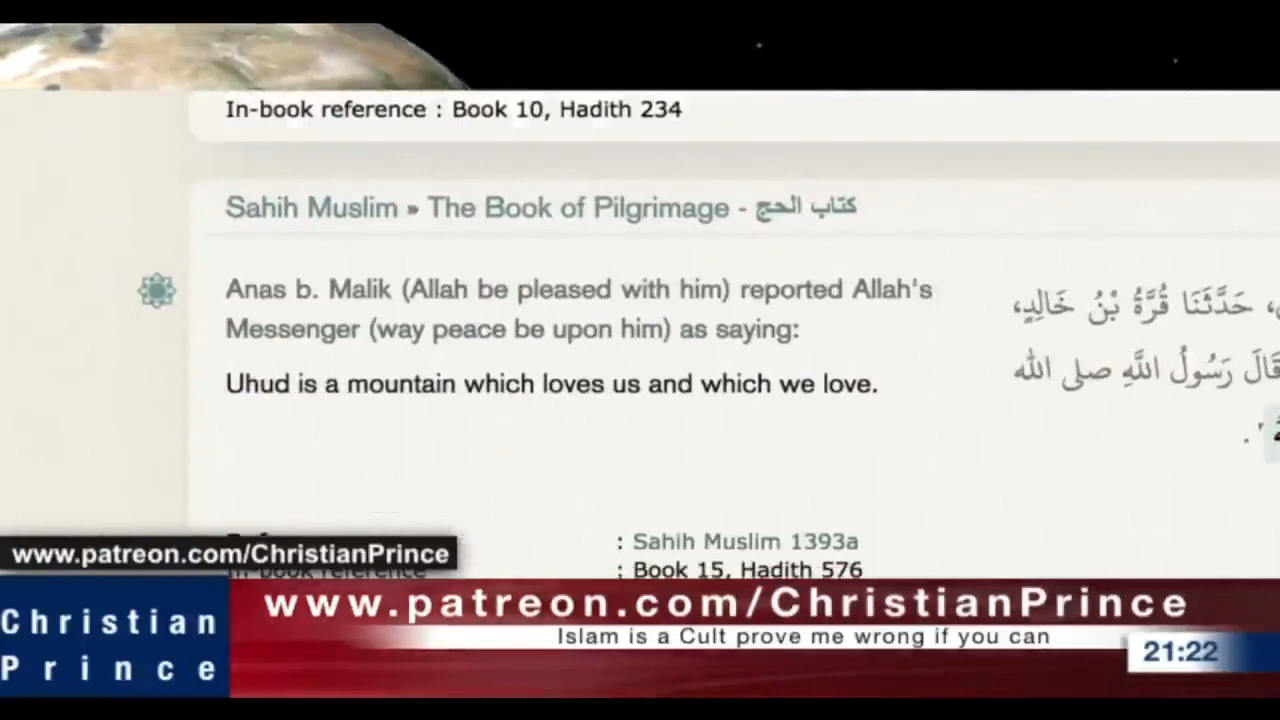 In-book reference : Book 10, Hadith 234
Sahih Muslim » The Book of Pilgrimage - كتاب الحج
Anas b. Malik (Allah be pleased with him) reported Allah's
Messenger (way peace be upon him) as saying:
Uhud is a mountain which loves us and which we love.
حَدَّثَنَا قُرَّةُ بْنُ خَالِدٍ،
قَالَ رَسُولُ اللَّهِ صلى الله
: Sahih Muslim 1393a
In-book reference : Book 15, Hadith 576
www.patreon.com/ChristianPrince
Christian
Prince
www.patreon.com/ChristianPrince
Islam is a Cult prove me wrong if you can
21:22